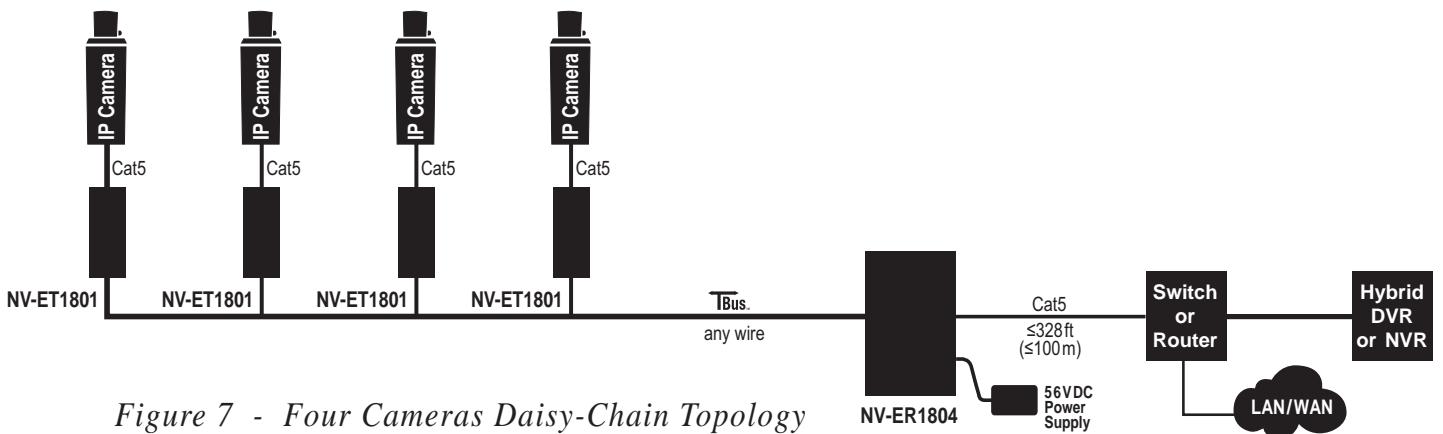 IP Camera
IP Camera
IP Camera
IP Camera
Cat5
Cat5
Cat5
Cat5
NV-ET1801
NV-ET1801
NV-ET1801
NV-ET1801
TBus™
any wire
Cat5
≤328ft
(≤100m)
Switch
or
Router
Hybrid
DVR
or NVR
NV-ER1804
56VDC
Power
Supply
LAN/WAN
Figure 7 - Four Cameras Daisy-Chain Topology